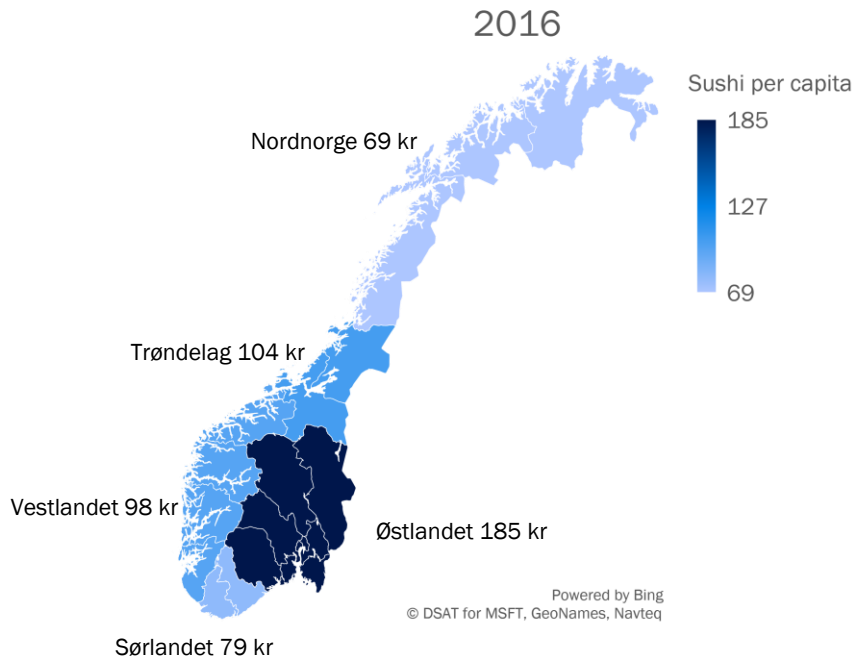 2016
Sushi per capita
185
127
69
Nordnorge 69 kr
Trøndelag 104 kr
Vestlandet 98 kr
Østlandet 185 kr
Sørlandet 79 kr
Powered by Bing
© DSAT for MSFT, GeoNames, Navteq